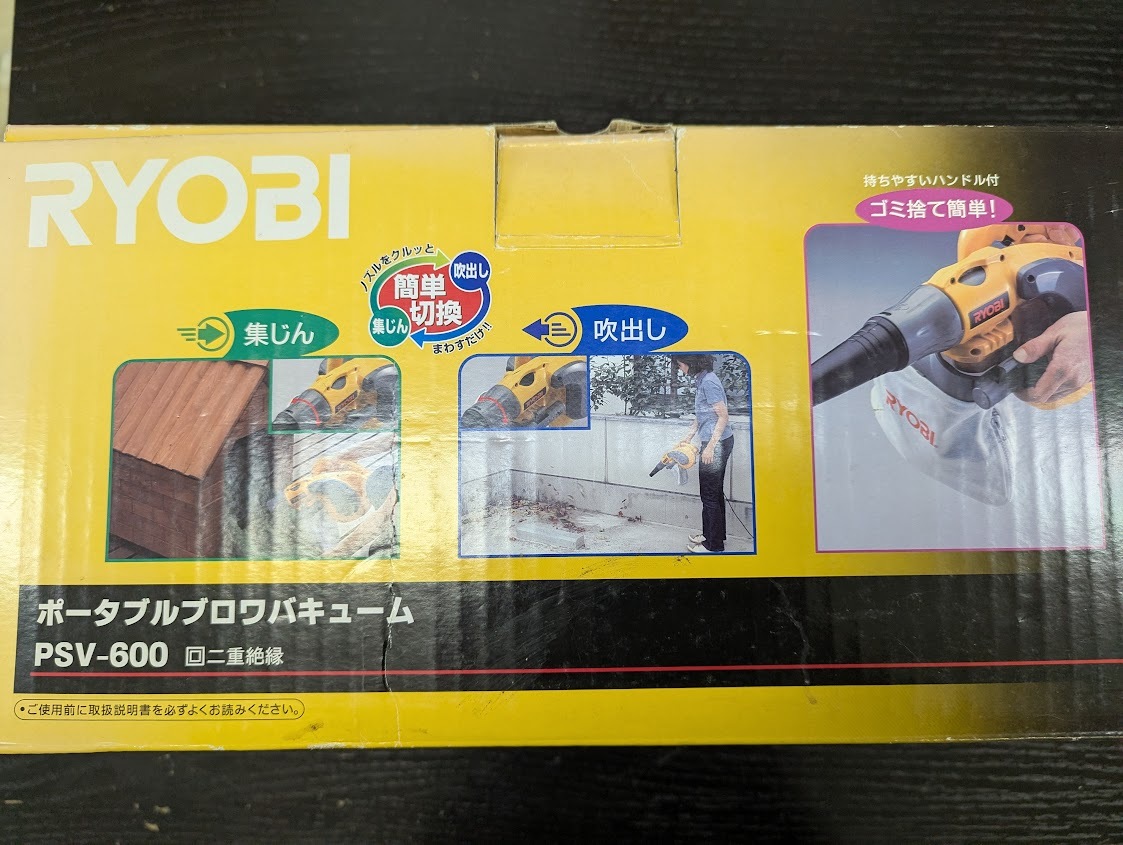 RYOBI
持ちやすいハンドル付
ゴミ捨て簡単!
ノズルをクルッと
簡単
切換
吹出し
集じん
まわすだけ!!
集じん
吹出し
RYOBI
RYOBI
ポータブルブロワバキューム
PSV-600 回二重絶縁
•ご使用前に取扱説明書を必ずよくお読みください。